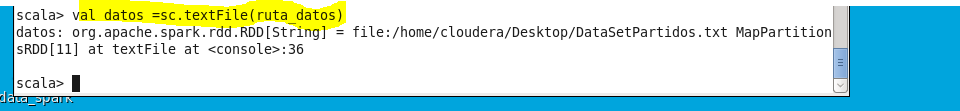 scala> val datos =sc.textFile(ruta_datos)
datos: org.apache.spark.rdd.RDD[String] = file:/home/cloudera/Desktop/DataSetPartidos.txt MapPartition
sRDD[11] at textFile at <console>:36
scala>
data_spark